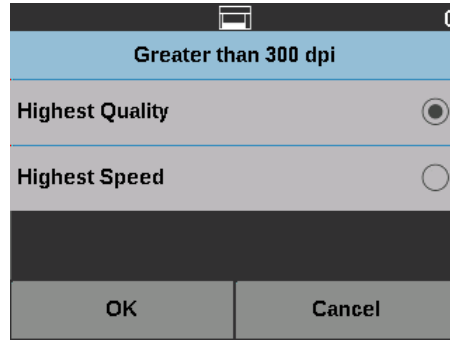 Greater than 300 dpi
Highest Quality
Highest Speed
OK
Cancel